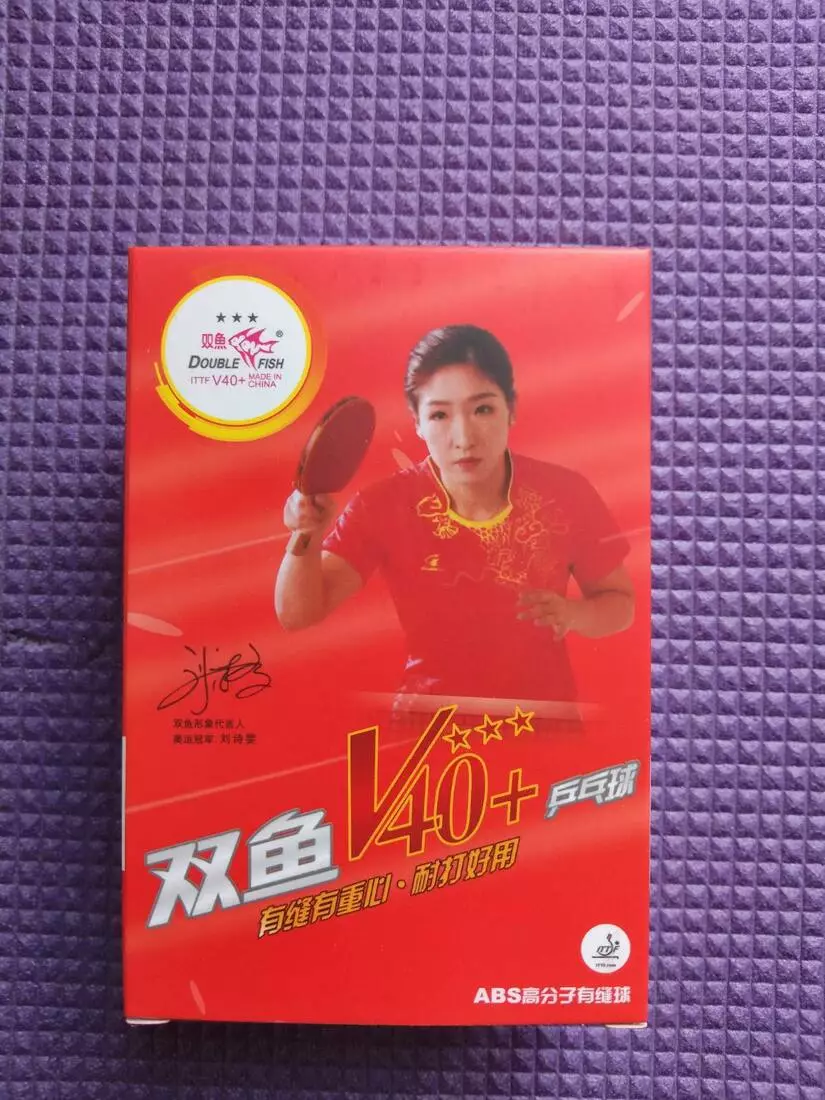 ★★★
双魚®
DOUBLE FISH
ITTF V40+ MADE IN CHINA
双鱼形象代言人
奥运冠军 刘诗雯
双鱼 V40+ ☆☆☆ 乒乓球
有缝有重心·耐打好用
ITTF
ABS高分子有缝球